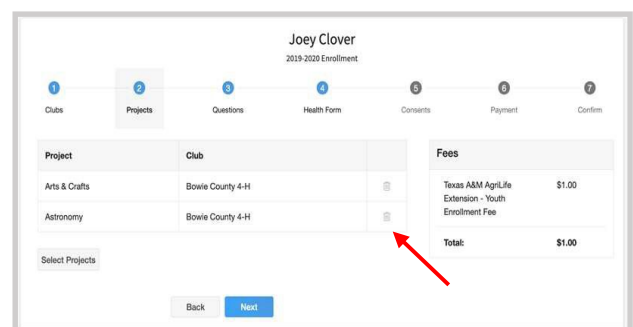 Joey Clover
2019-2020 Enrollment
1 2 3 4 5 6 7
Clubs Projects Questions Health Form Consents Payment Confirm
Project Club
Arts & Crafts Bowie County 4-H
Astronomy Bowie County 4-H
Select Projects
Fees
Texas A&M AgriLife $1.00
Extension - Youth
Enrollment Fee
Total: $1.00
Back Next